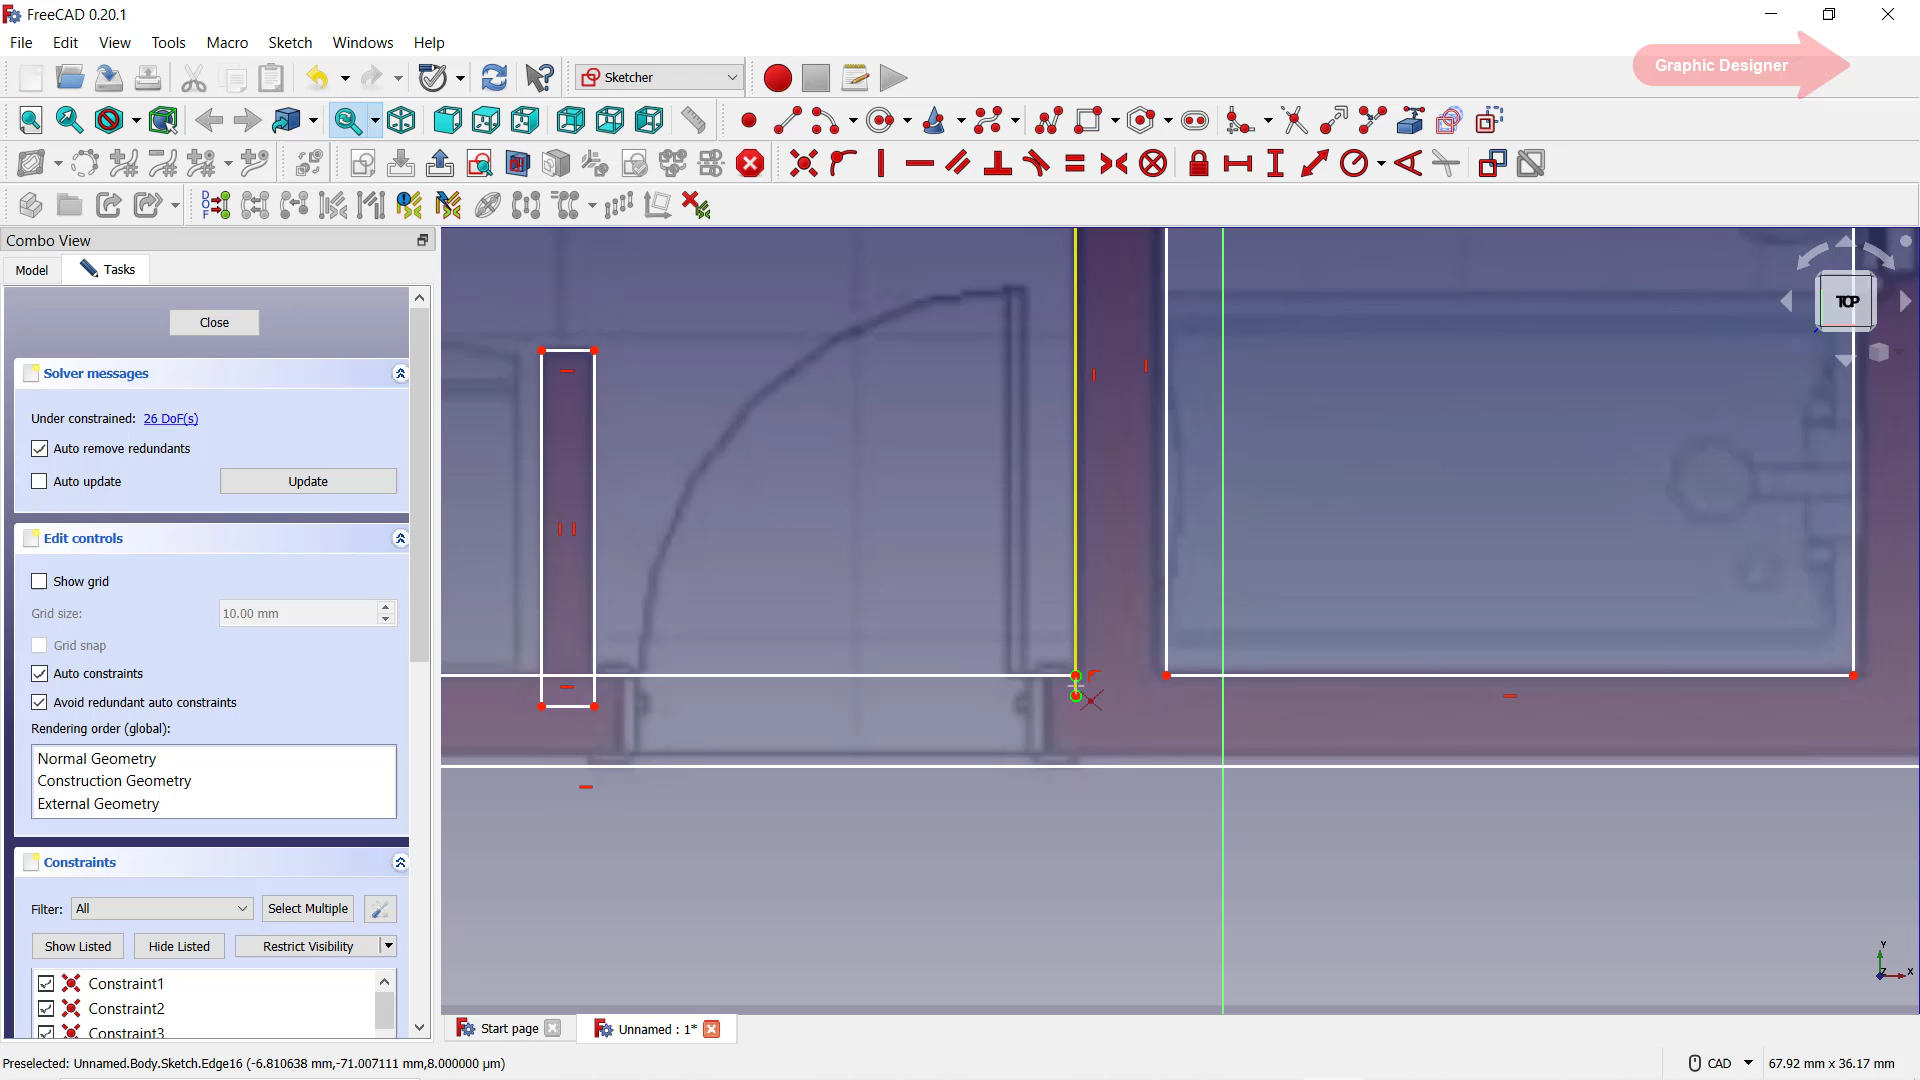 FreeCAD 0.20.1
File Edit View Tools Macro Sketch Windows Help
Graphic Designer
Sketcher
DOF
Combo View
Model Tasks
Close
TOP
Solver messages
Under constrained: 26 DoF(s)
Auto remove redundants
Auto update Update
Edit controls
Show grid
Grid size: 10.00 mm
Grid snap
Auto constraints
Avoid redundant auto constraints
Rendering order (global):
Normal Geometry
Construction Geometry
External Geometry
Constraints
Filter: All Select Multiple
Show Listed Hide Listed Restrict Visibility
Constraint1
Constraint2
Constraint3
Y
Z X
Start page Unnamed : 1*
Preselected: Unnamed.Body.Sketch.Edge16 (-6.810638 mm,-71.007111 mm,8.000000 µm) CAD 67.92 mm x 36.17 mm